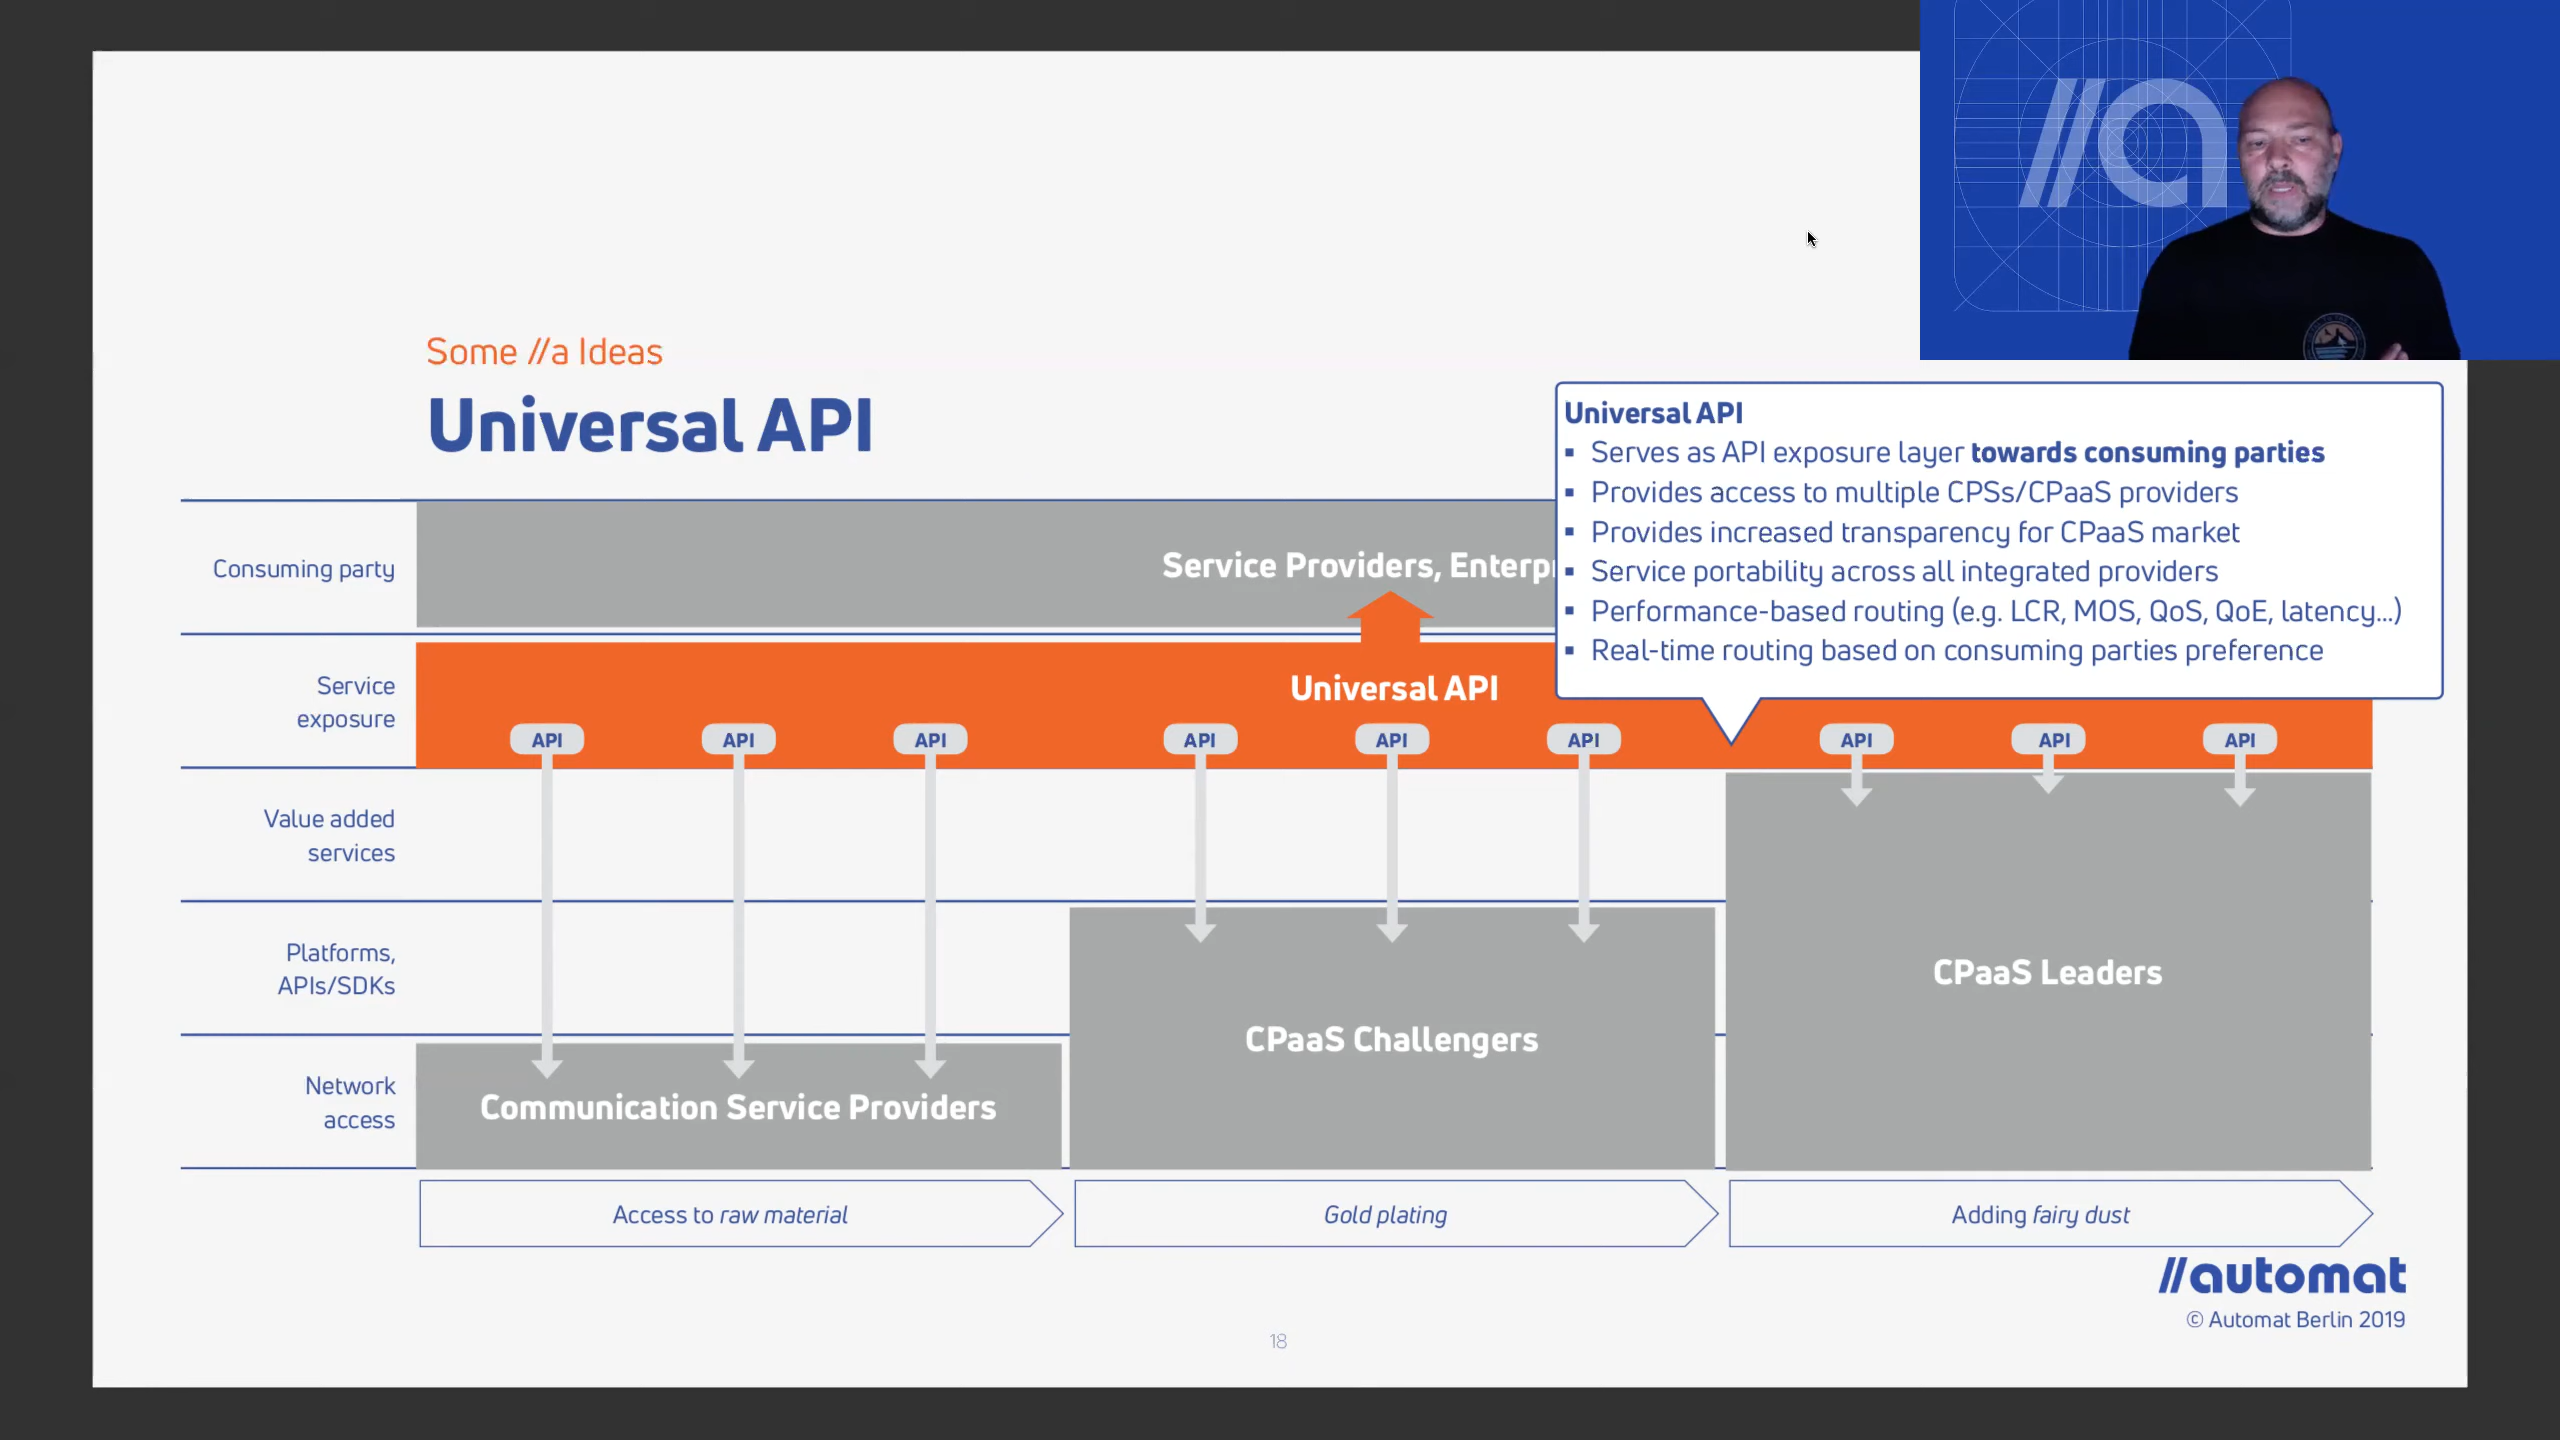 //a
Some //a Ideas
Universal API
Universal API
▪ Serves as API exposure layer towards consuming parties
▪ Provides access to multiple CPSs/CPaaS providers
▪ Provides increased transparency for CPaaS market
▪ Service portability across all integrated providers
▪ Performance-based routing (e.g. LCR, MOS, QoS, QoE, latency...)
▪ Real-time routing based on consuming parties preference
Consuming party
Service Providers, Enterpr
Service
exposure
Universal API
API API API API API API API API API
Value added
services
Platforms,
APIs/SDKs
CPaaS Leaders
CPaaS Challengers
Network
access
Communication Service Providers
Access to raw material
Gold plating
Adding fairy dust
//automat
© Automat Berlin 2019
18